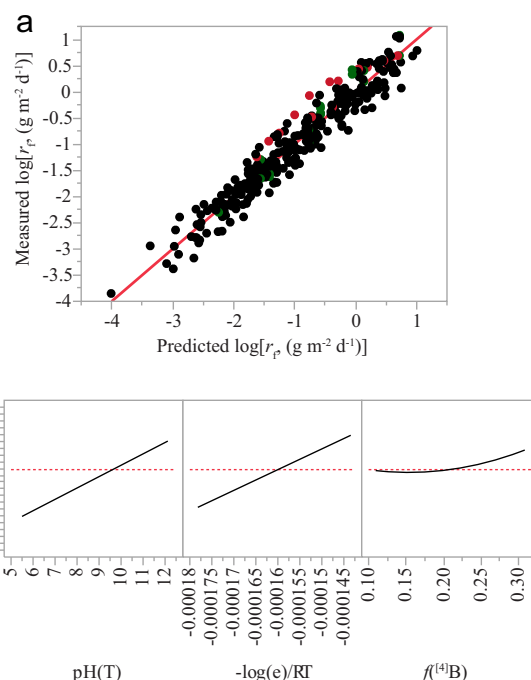 a
1
0.5
0
-0.5
-1
-1.5
-2
-2.5
-3
-3.5
-4
Measured log[r_f, (g m⁻² d⁻¹)]
-4 -3 -2 -1 0 1
Predicted log[r_f, (g m⁻² d⁻¹)]
5 6 7 8 9 10 11 12
-0.00018 -0.000175 -0.00017 -0.000165 -0.00016 -0.000155 -0.00015 -0.000145
0.10 0.15 0.20 0.25 0.30
pH(T) -log(e)/RT f([4]B)